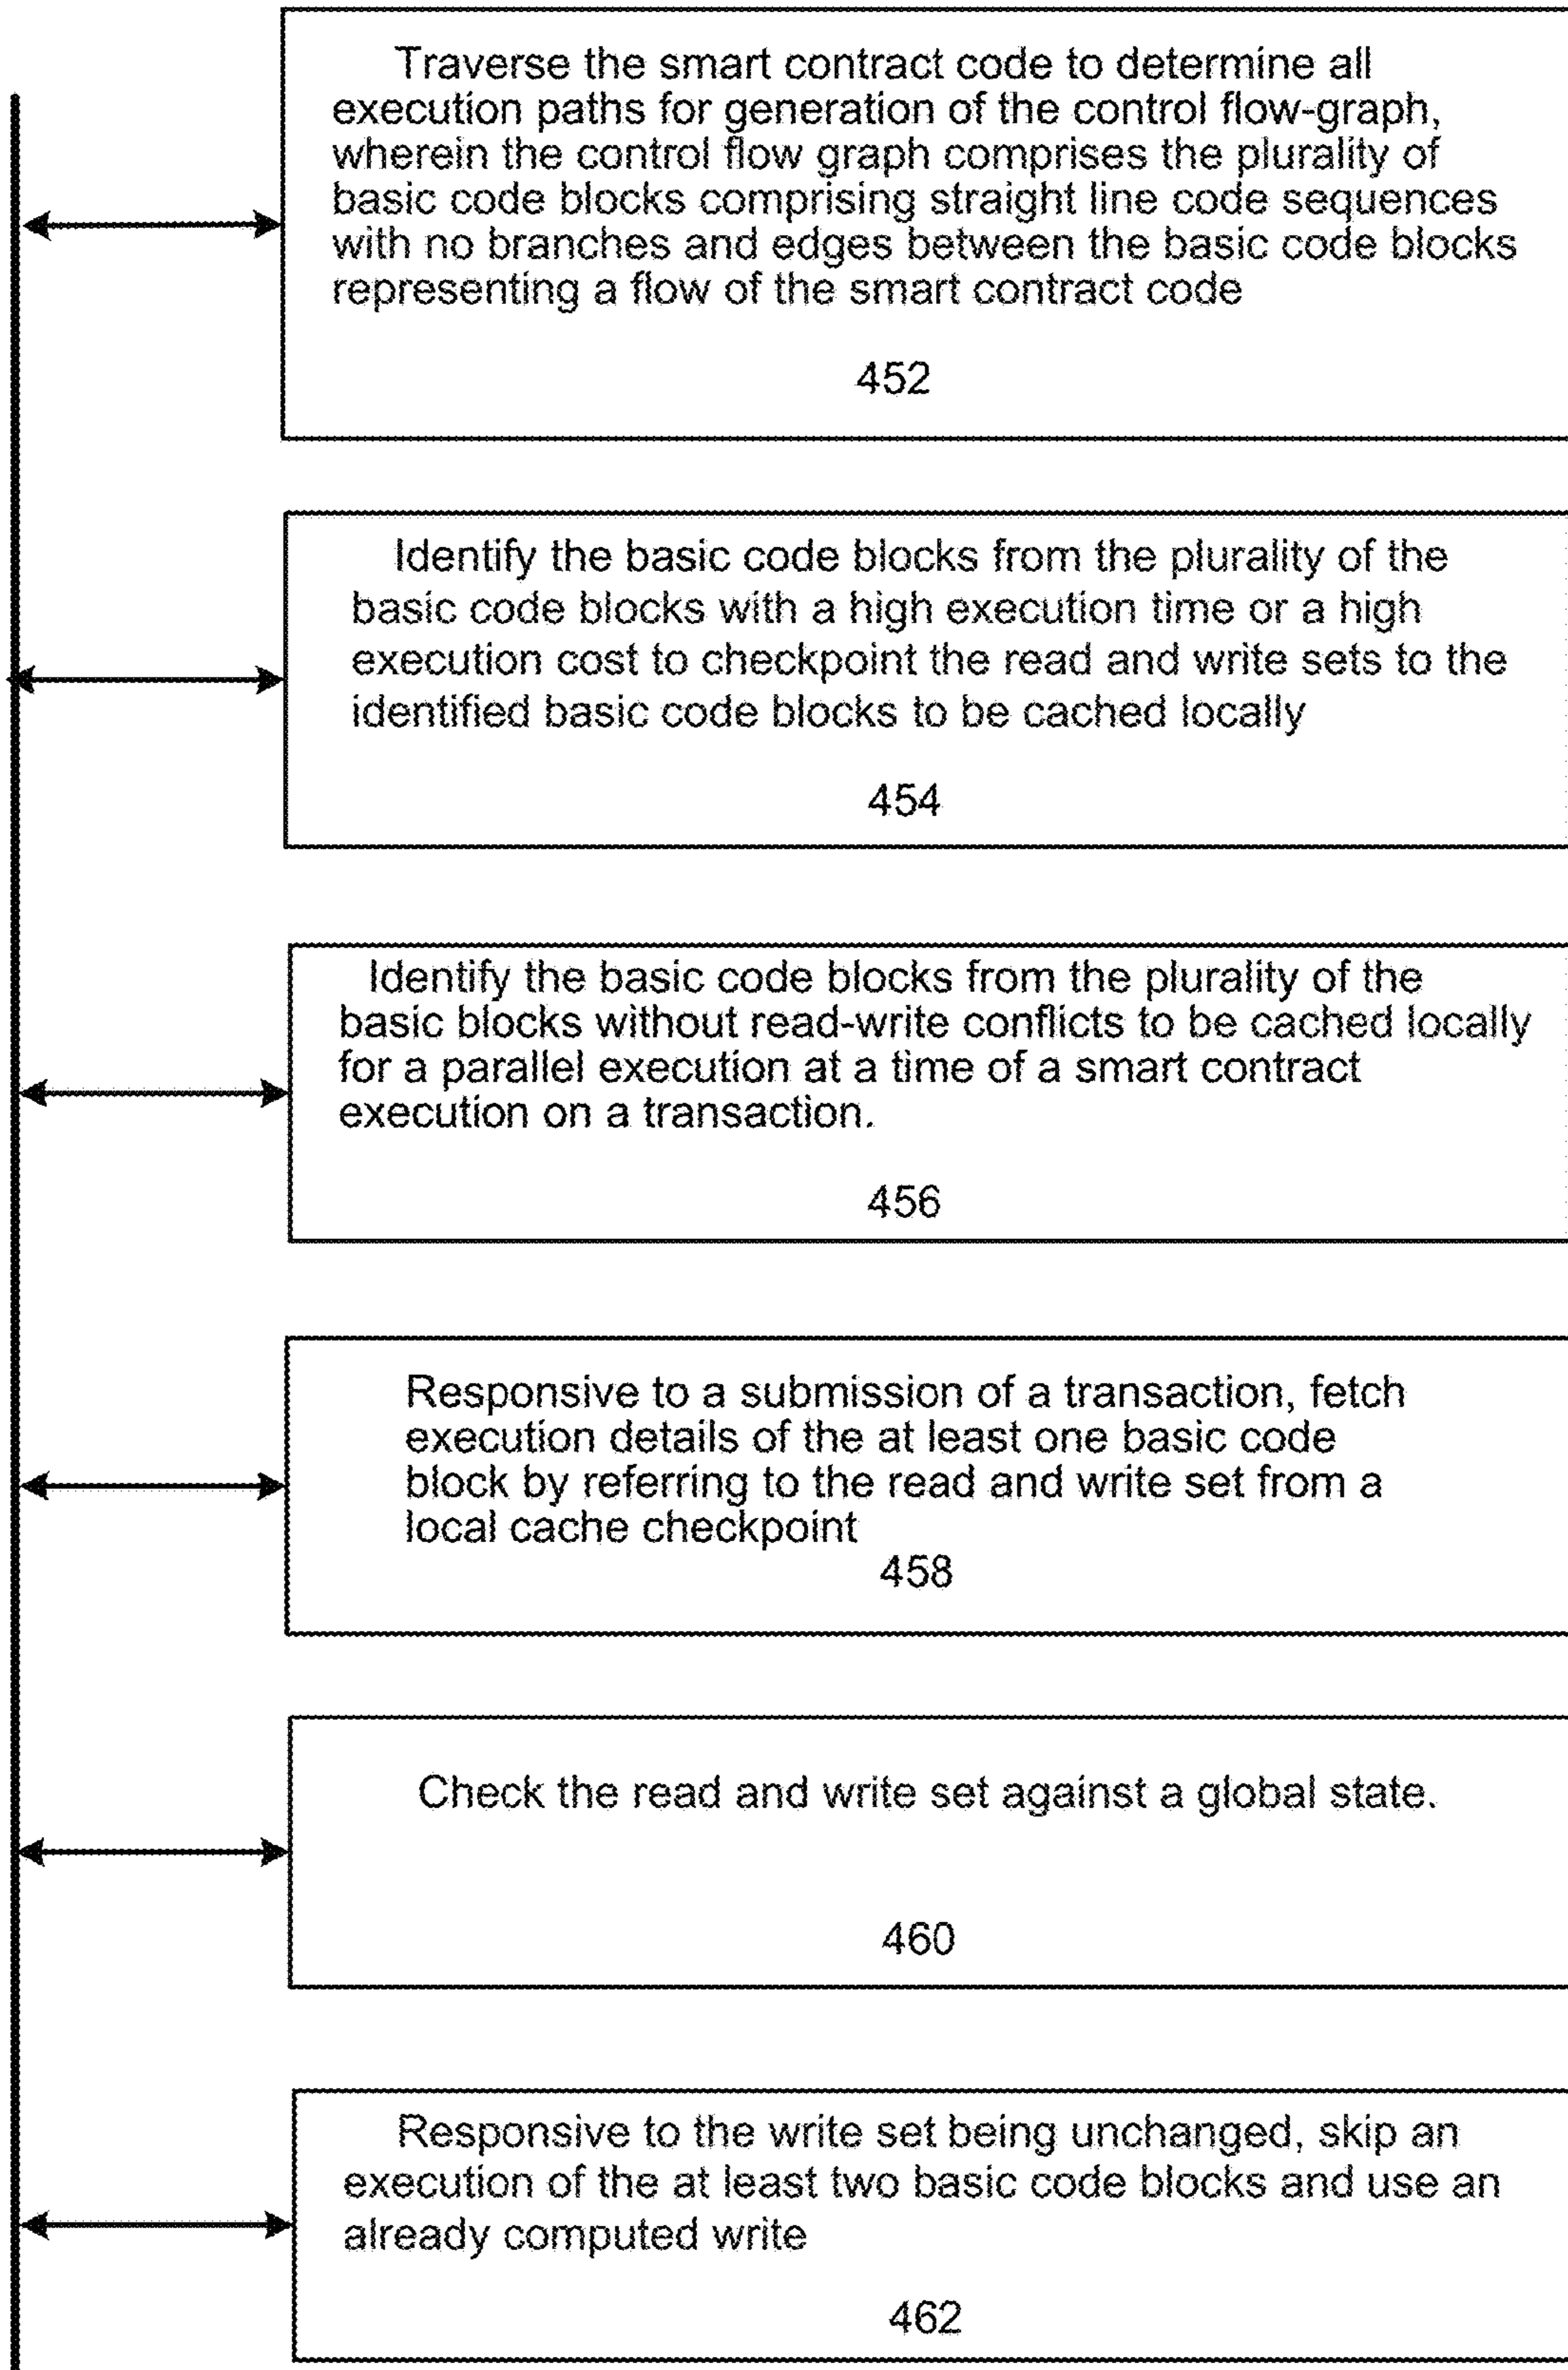 Traverse the smart contract code to determine all
execution paths for generation of the control flow-graph,
wherein the control flow graph comprises the plurality of
basic code blocks comprising straight line code sequences
with no branches and edges between the basic code blocks
representing a flow of the smart contract code
452
Identify the basic code blocks from the plurality of the
basic code blocks with a high execution time or a high
execution cost to checkpoint the read and write sets to the
identified basic code blocks to be cached locally
454
Identify the basic code blocks from the plurality of the
basic blocks without read-write conflicts to be cached locally
for a parallel execution at a time of a smart contract
execution on a transaction.
456
Responsive to a submission of a transaction, fetch
execution details of the at least one basic code
block by referring to the read and write set from a
local cache checkpoint
458
Check the read and write set against a global state.
460
Responsive to the write set being unchanged, skip an
execution of the at least two basic code blocks and use an
already computed write
462